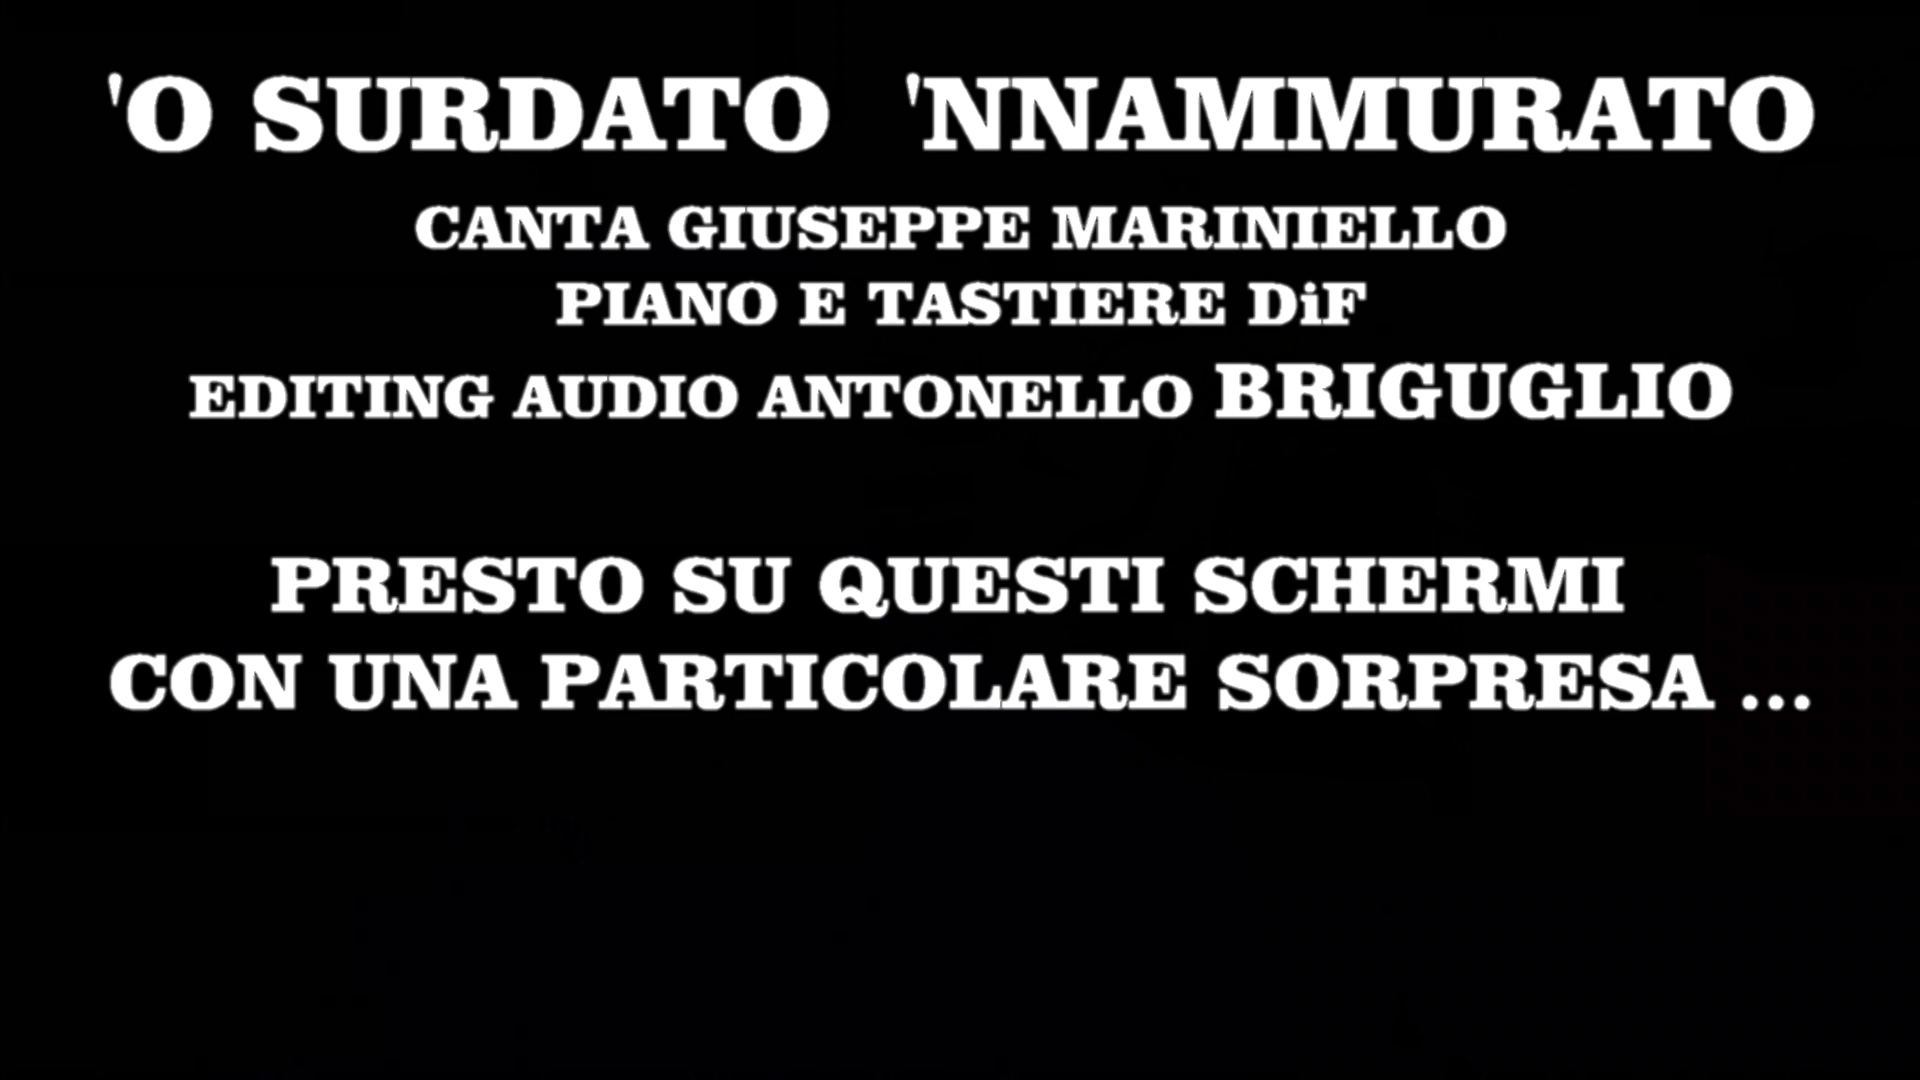 'O SURDATO 'NNAMMURATO
CANTA GIUSEPPE MARINIELLO
PIANO E TASTIERE DiF
EDITING AUDIO ANTONELLO BRIGUGLIO
PRESTO SU QUESTI SCHERMI
CON UNA PARTICOLARE SORPRESA ...